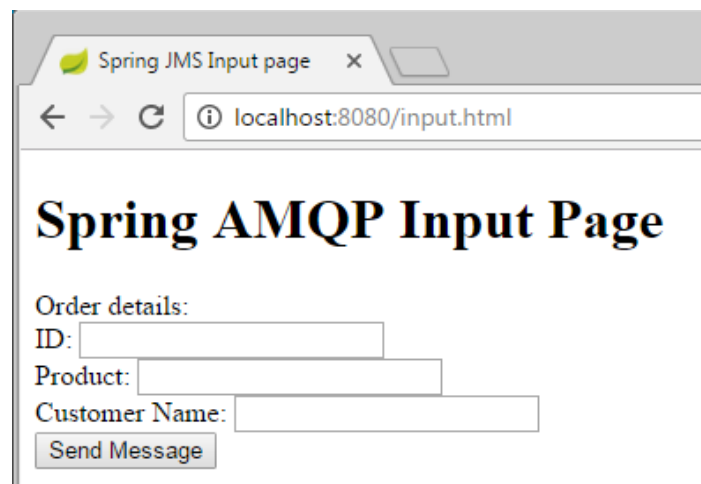 Spring JMS Input page
localhost:8080/input.html
Spring AMQP Input Page
Order details:
ID:
Product:
Customer Name:
Send Message